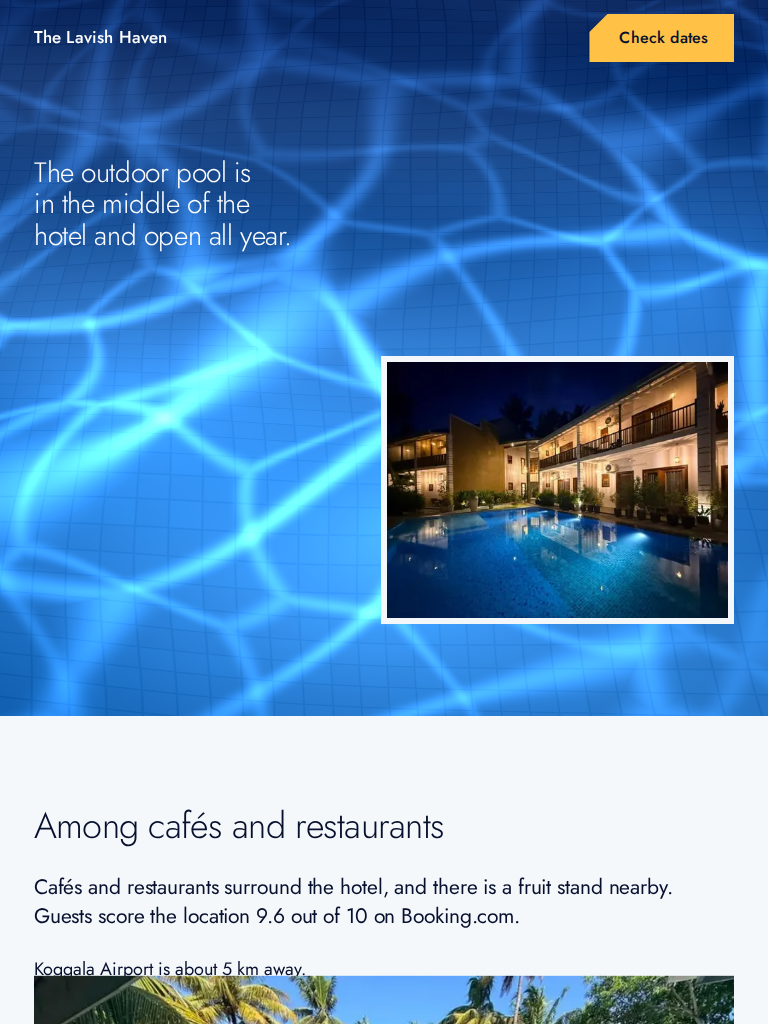 The Lavish Haven
Check dates
The outdoor pool is
in the middle of the
hotel and open all year.
Among cafés and restaurants
Cafés and restaurants surround the hotel, and there is a fruit stand nearby.
Guests score the location 9.6 out of 10 on Booking.com.
Koggala Airport is about 5 km away.